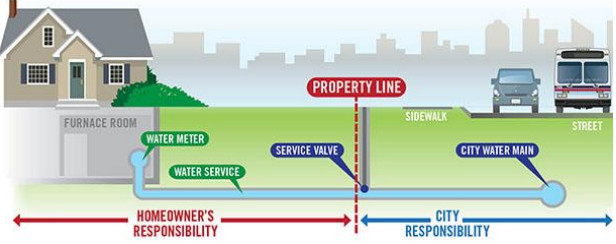 PROPERTY LINE
SIDEWALK
STREET
FURNACE ROOM
WATER METER
WATER SERVICE
SERVICE VALVE
CITY WATER MAIN
HOMEOWNER'S
RESPONSIBILITY
CITY
RESPONSIBILITY